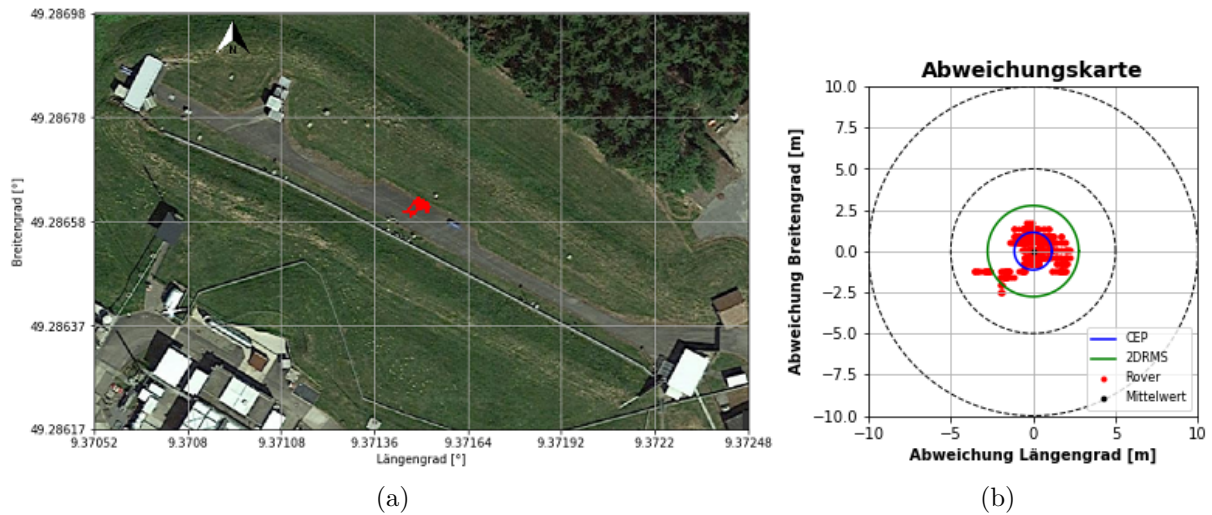 49.28698
49.28678
49.28658
49.28637
49.28617
Breitengrad [°]
N
9.37052
9.3708
9.37108
9.37136
9.37164
9.37192
9.3722
9.37248
Längengrad [°]
(a)
Abweichungskarte
Abweichung Breitengrad [m]
10.0
7.5
5.0
2.5
0.0
−2.5
−5.0
−7.5
−10.0
CEP
2DRMS
Rover
Mittelwert
−10
−5
0
5
10
Abweichung Längengrad [m]
(b)